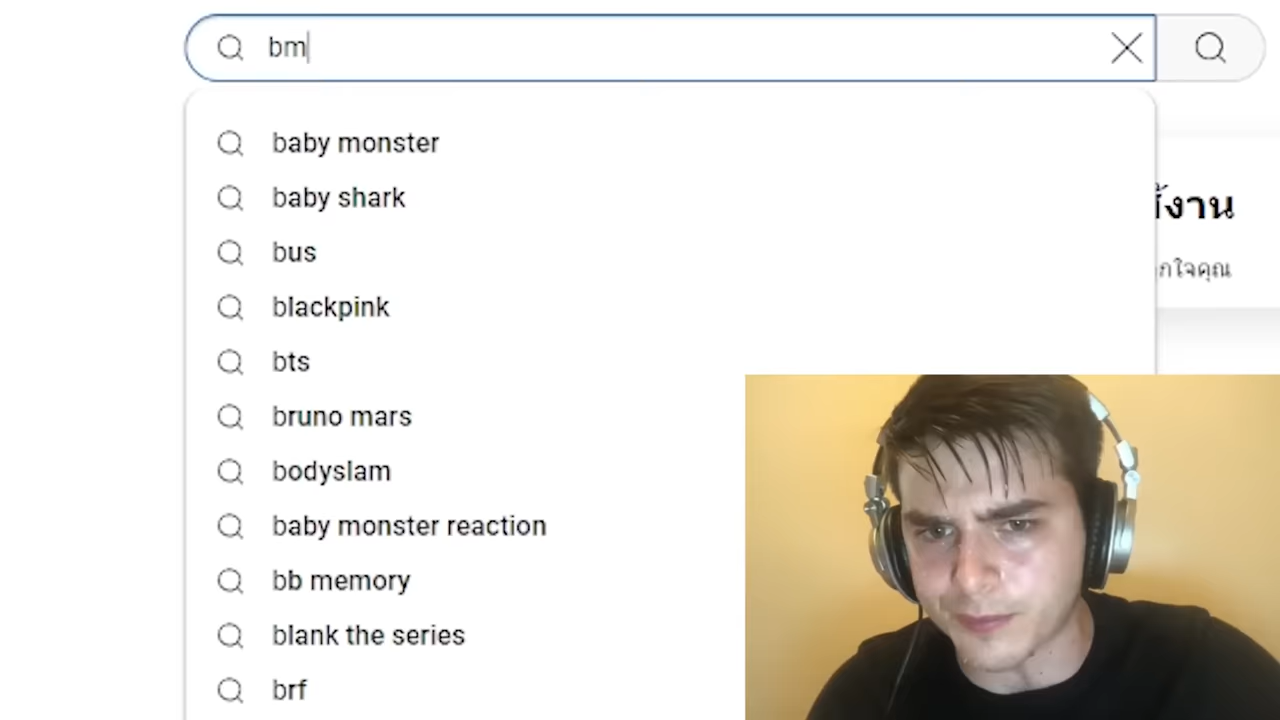 bm
baby monster
baby shark
bus
blackpink
bts
bruno mars
bodyslam
baby monster reaction
bb memory
blank the series
brf